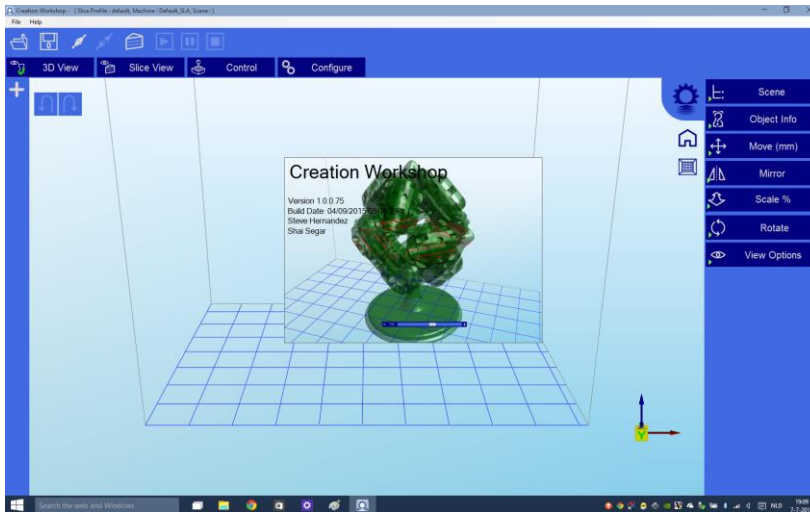 Creation Workshop - ( Slice Profile : default, Machine : Default_SLA, Scene : )
File Help
3D View Slice View Control Configure
Scene
Object Info
Move (mm)
Mirror
Scale %
Rotate
View Options
Creation Workshop
Version 1.0.0.75
Build Date: 04/09/2015
Steve Hernandez
Shai Segar
Y
Search the web and Windows
NLD
19:09